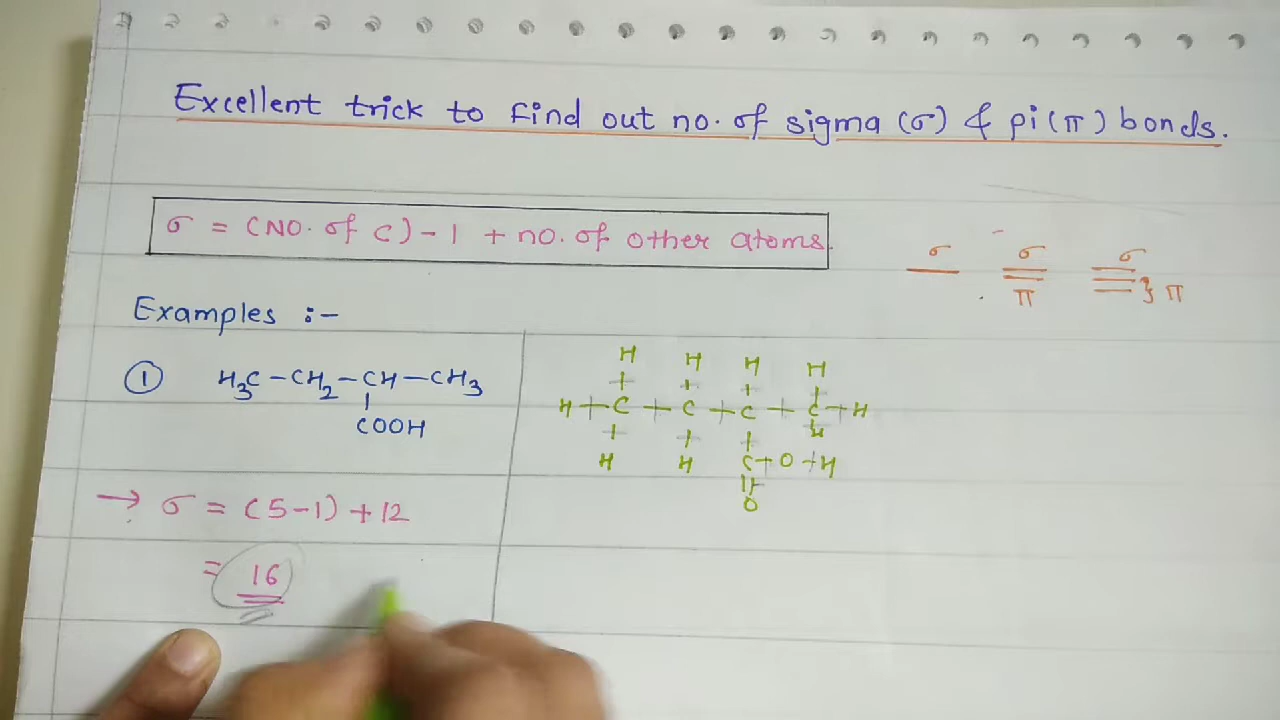 Excellent trick to find out no. of sigma (σ) & pi (π) bonds.
σ = (NO. of C) - 1 + no. of other atoms.
σ σ σ
π } π
Examples :-
① H₃C - CH₂ - CH - CH₃
|
COOH
→ σ = (5-1) + 12
= 16
H H H H
H + C + C + C + C - H
H H C + O + H H
O